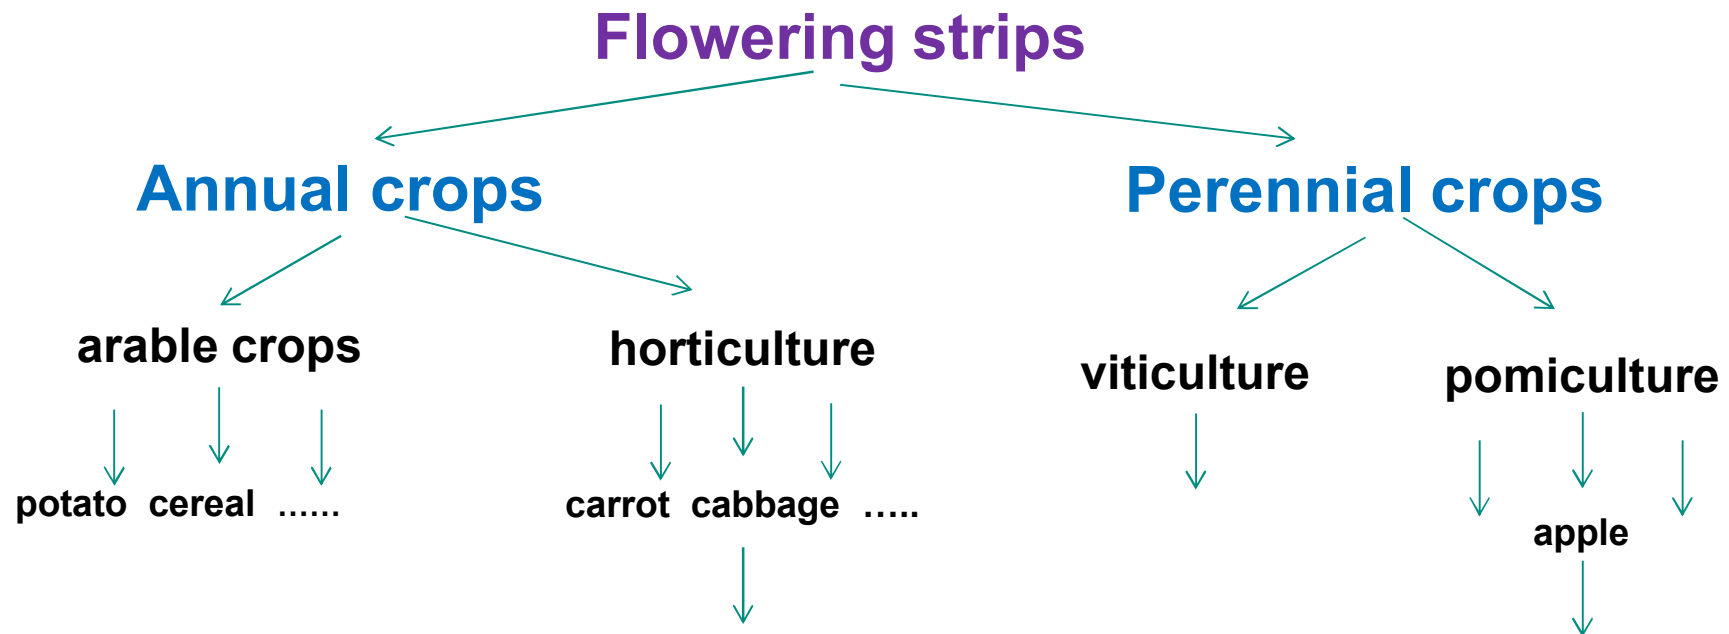 Flowering strips
Annual crops
Perennial crops
arable crops
horticulture
viticulture
pomiculture
potato cereal ......
carrot cabbage .....
apple